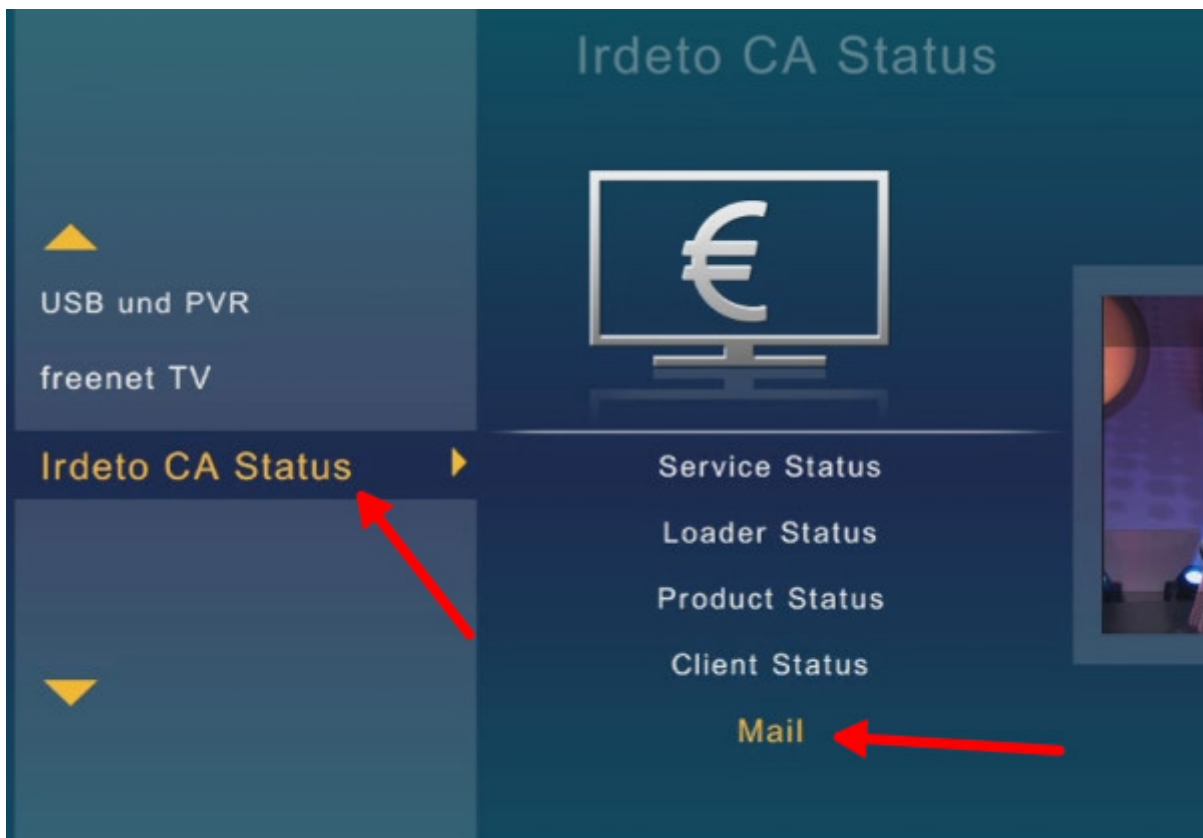 Irdeto CA Status
€
USB und PVR
freenet TV
Irdeto CA Status
Service Status
Loader Status
Product Status
Client Status
Mail